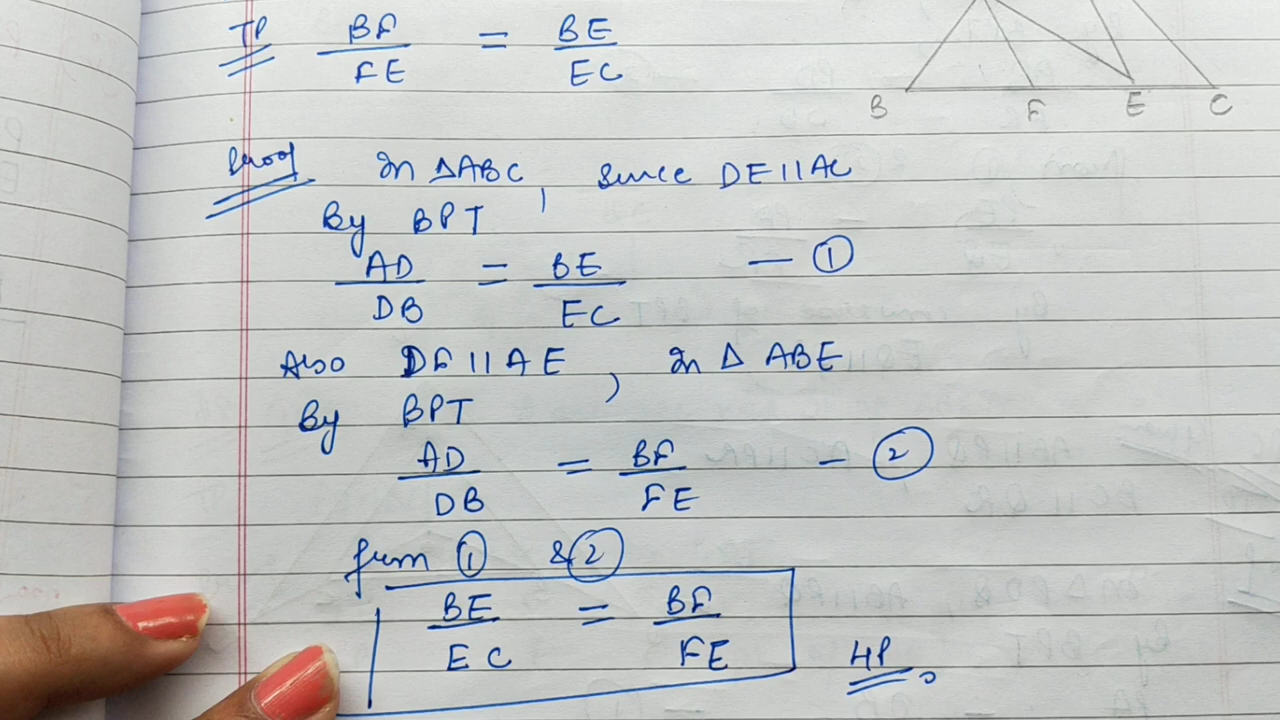 TP BF/FE = BE/EC
B F E C
Proof In ΔABC, since DE||AC
By BPT
AD/DB = BE/EC — ①
Also DF||AE, In Δ ABE
By BPT
AD/DB = BF/FE - ②
from ① & ②
BE/EC = BF/FE HP